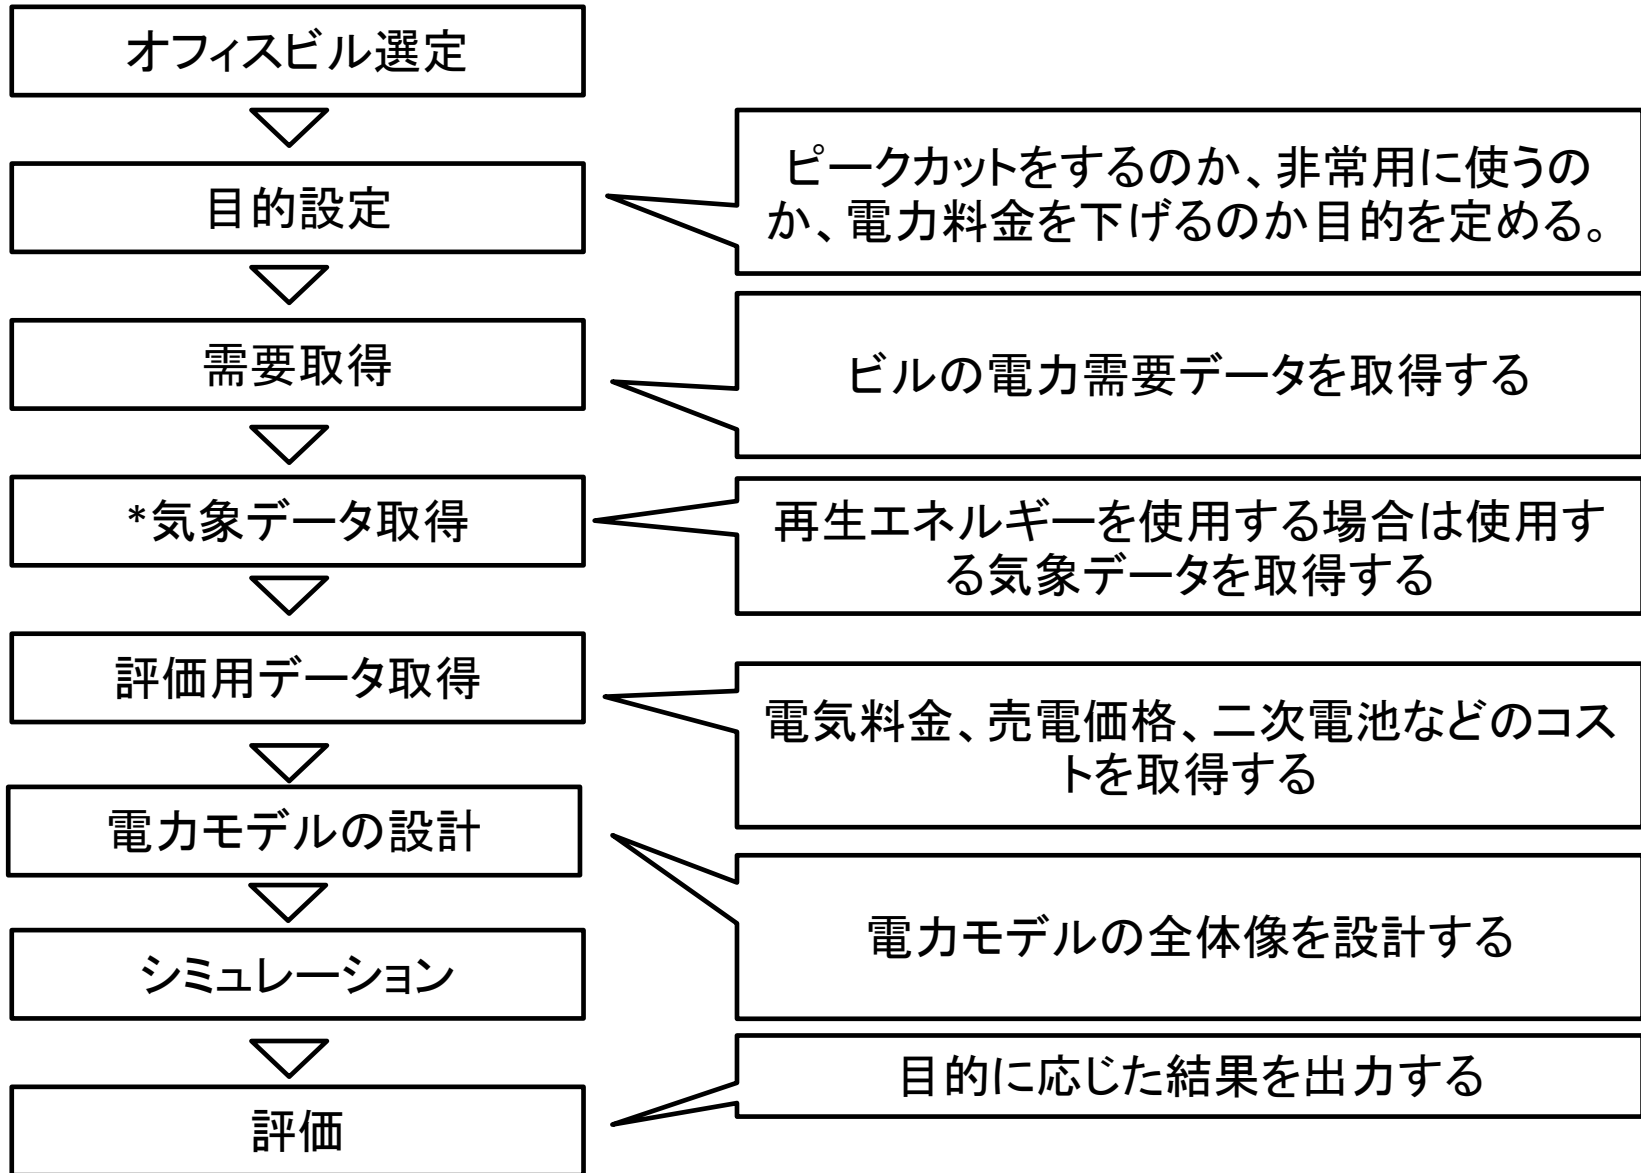 オフィスビル選定
目的設定
ピークカットをするのか、非常用に使うの
か、電力料金を下げるのか目的を定める。
需要取得
ビルの電力需要データを取得する
*気象データ取得
再生エネルギーを使用する場合は使用す
る気象データを取得する
評価用データ取得
電気料金、売電価格、二次電池などのコス
トを取得する
電力モデルの設計
電力モデルの全体像を設計する
シミュレーション
評価
目的に応じた結果を出力する